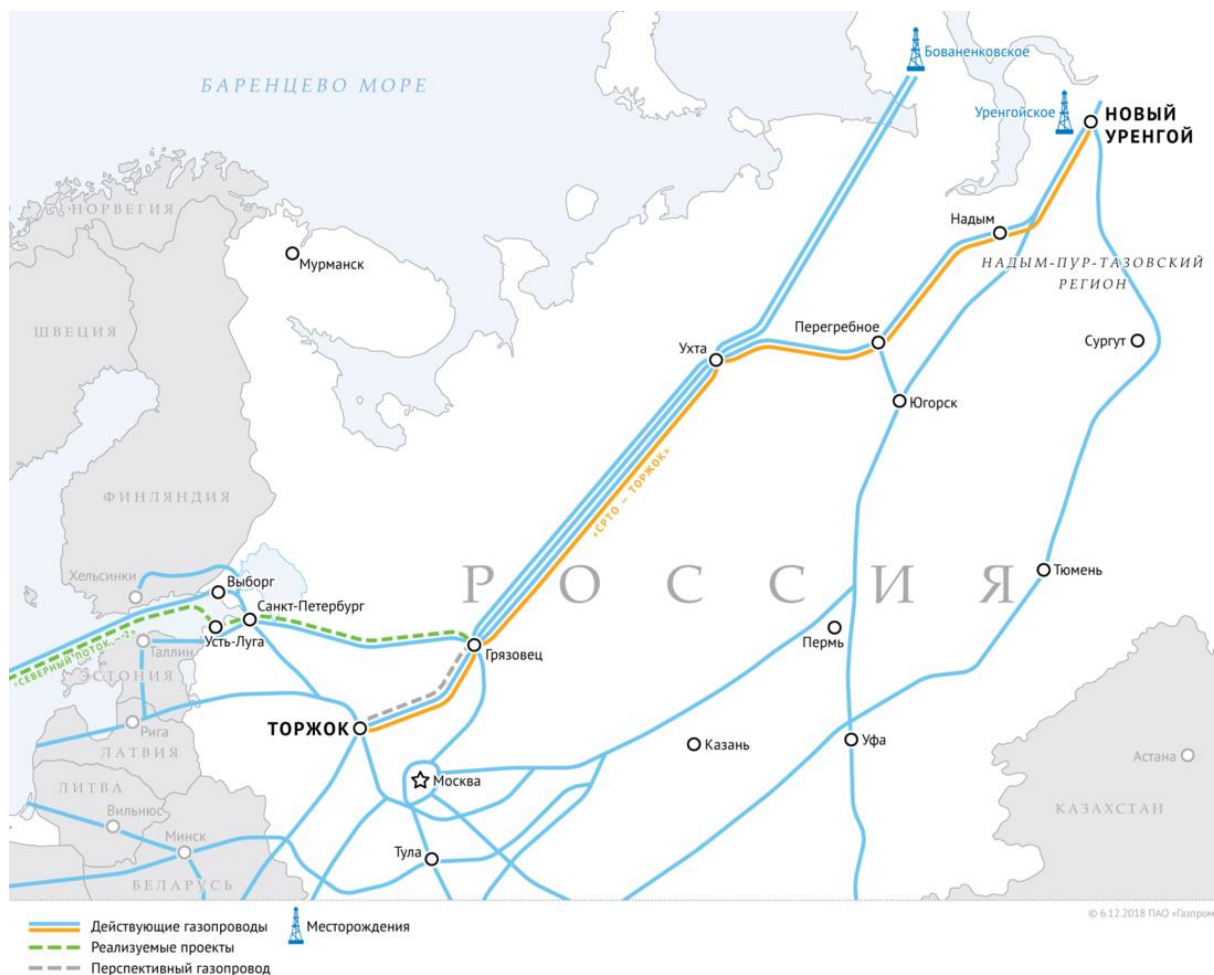 БАРЕНЦЕВО МОРЕ
Бованенковское
Уренгойское
НОВЫЙ
УРЕНГОЙ
НОРВЕГИЯ
Мурманск
Надым
НАДЫМ-ПУР-ТАЗОВСКИЙ
РЕГИОН
ШВЕЦИЯ
Ухта
Перегребное
Сургут
Югорск
«СРТО — ТОРЖОК»
ФИНЛЯНДИЯ
РОССИЯ
Хельсинки
Выборг
Тюмень
Санкт-Петербург
Усть-Луга
Таллин
«СЕВЕРНЫЙ ПОТОК — 2»
ЭСТОНИЯ
Грязовец
Пермь
ТОРЖОК
Рига
ЛАТВИЯ
Казань
Уфа
Астана
Москва
ЛИТВА
Вильнюс
КАЗАХСТАН
Минск
Тула
БЕЛАРУСЬ
© 6.12.2018 ПАО «Газпром
Действующие газопроводы
Месторождения
Реализуемые проекты
Перспективный газопровод